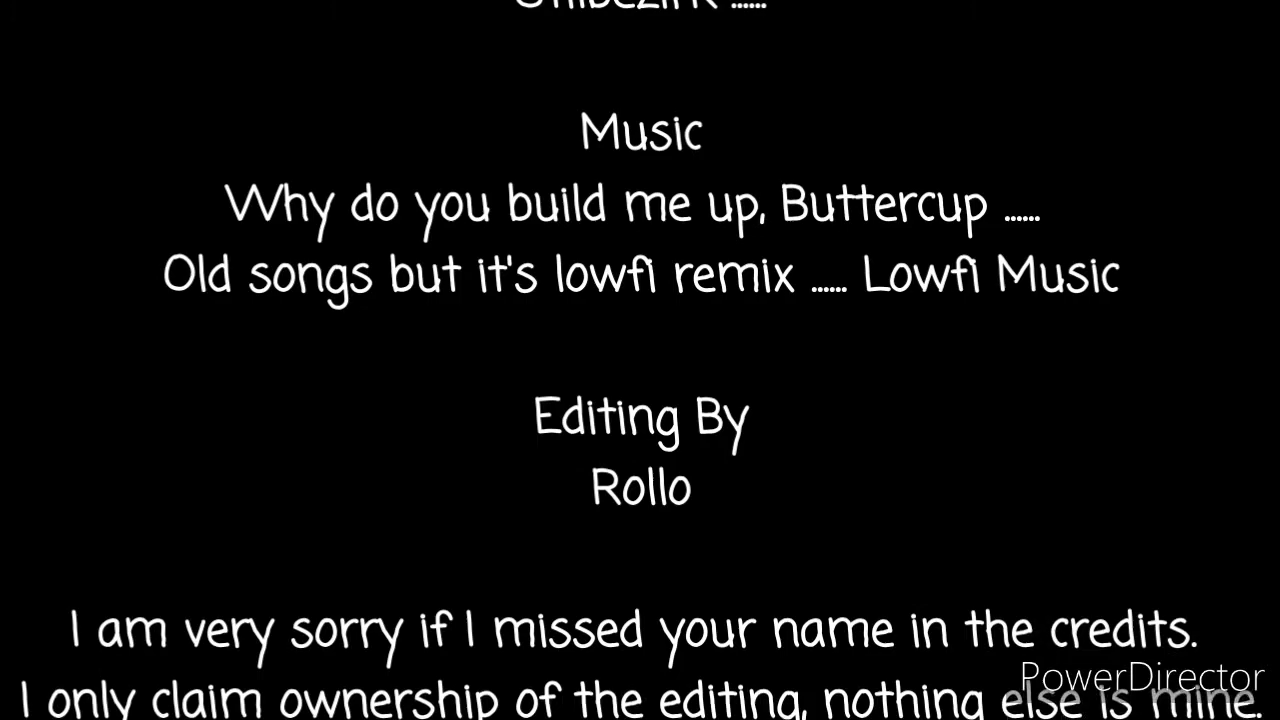 Music
Why do you build me up, Buttercup ......
Old songs but it's lowfi remix ...... Lowfi Music
Editing By
Rollo
I am very sorry if I missed your name in the credits.
PowerDirector
I only claim ownership of the editing, nothing else is mine.